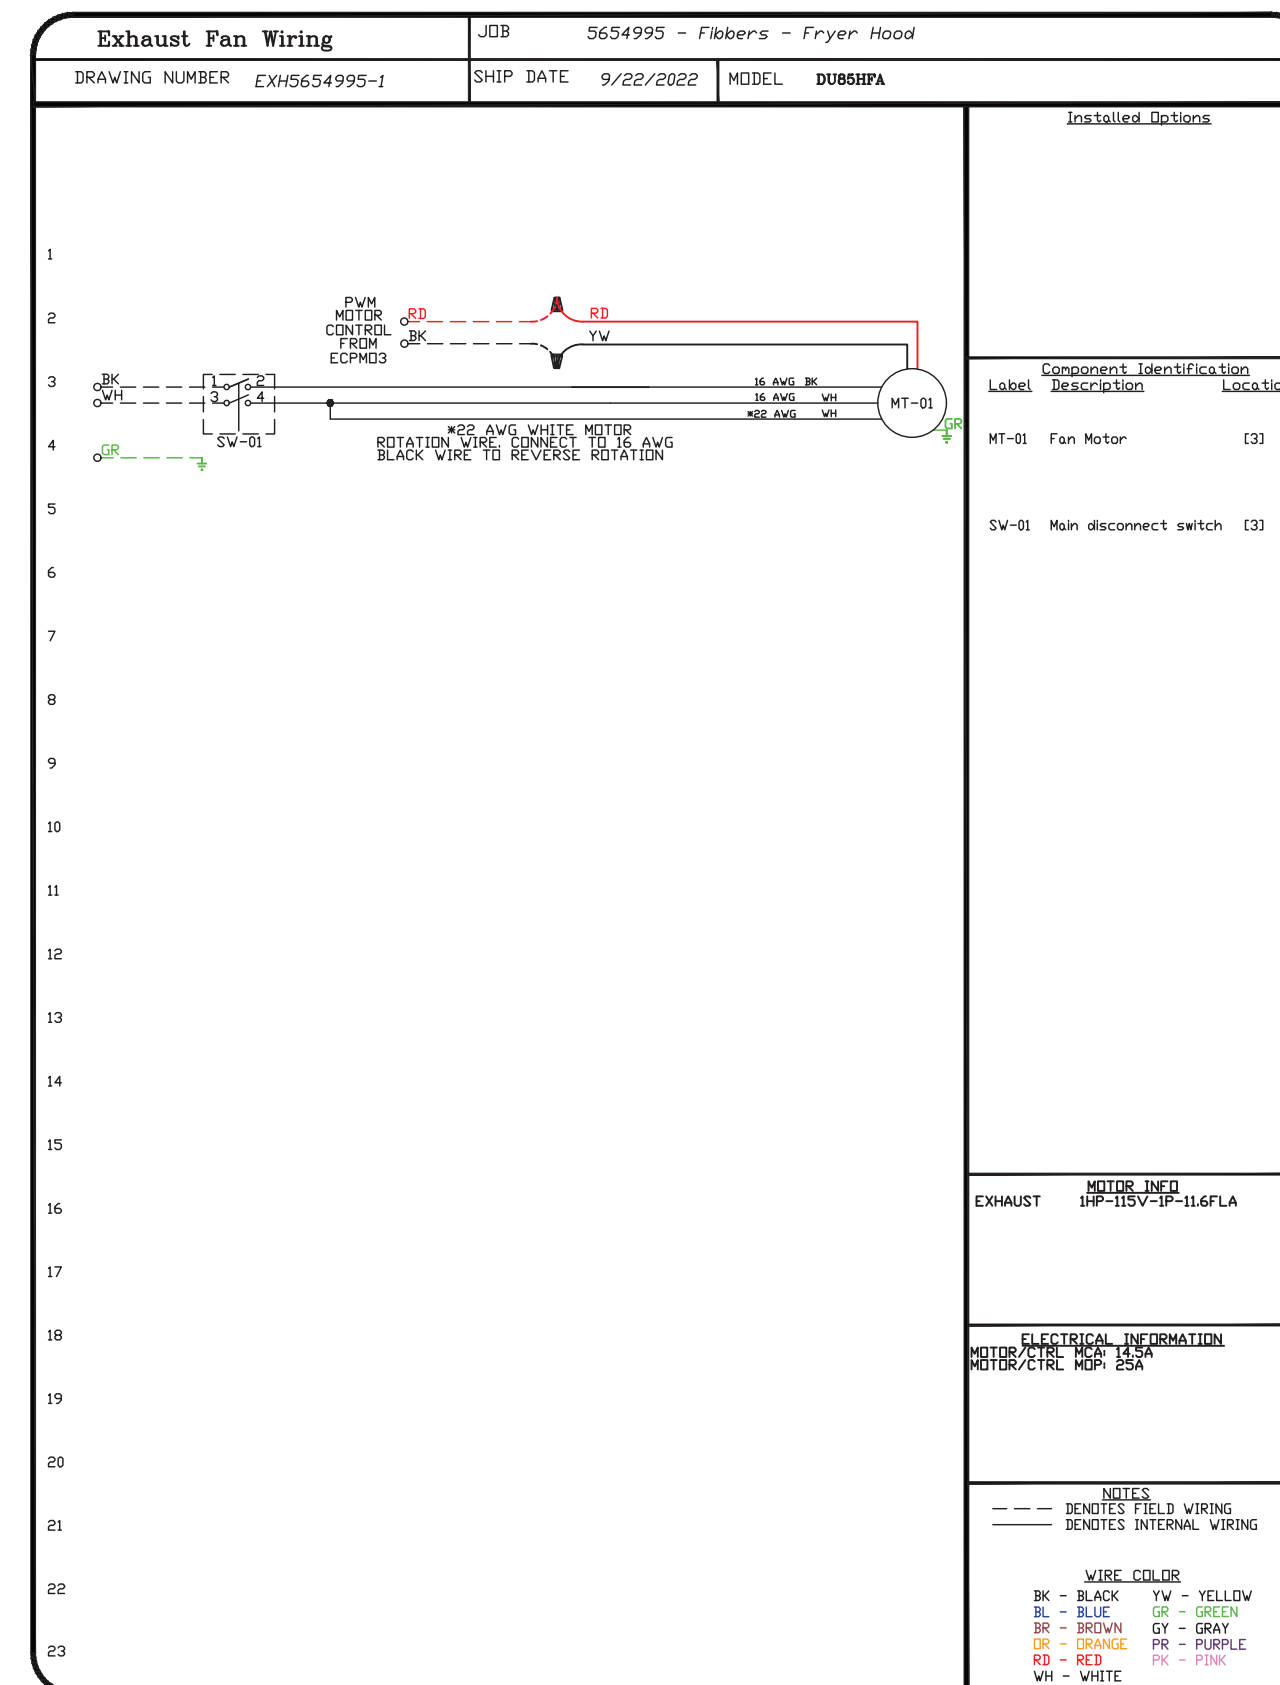 Exhaust Fan Wiring
JOB 5654995 - Fibbers - Fryer Hood
DRAWING NUMBER EXH5654995-1
SHIP DATE 9/22/2022
MODEL DU85HFA
1
2
3
4
5
6
7
8
9
10
11
12
13
14
15
16
17
18
19
20
21
22
23
PWM
MOTOR
CONTROL
FROM
ECPM03
RD
RD
BK
YW
BK
WH
1 2
3 4
SW-01
GR
16 AWG BK
16 AWG WH
*22 AWG WH
MT-01
GR
*22 AWG WHITE MOTOR
ROTATION WIRE. CONNECT TO 16 AWG
BLACK WIRE TO REVERSE ROTATION
Installed Options
Component Identification
Label Description Locatio
MT-01 Fan Motor [3]
SW-01 Main disconnect switch [3]
MOTOR INFO
EXHAUST 1HP-115V-1P-11.6FLA
ELECTRICAL INFORMATION
MOTOR/CTRL MCA: 14.5A
MOTOR/CTRL MOP: 25A
NOTES
DENOTES FIELD WIRING
DENOTES INTERNAL WIRING
WIRE COLOR
BK - BLACK YW - YELLOW
BL - BLUE GR - GREEN
BR - BROWN GY - GRAY
OR - ORANGE PR - PURPLE
RD - RED PK - PINK
WH - WHITE